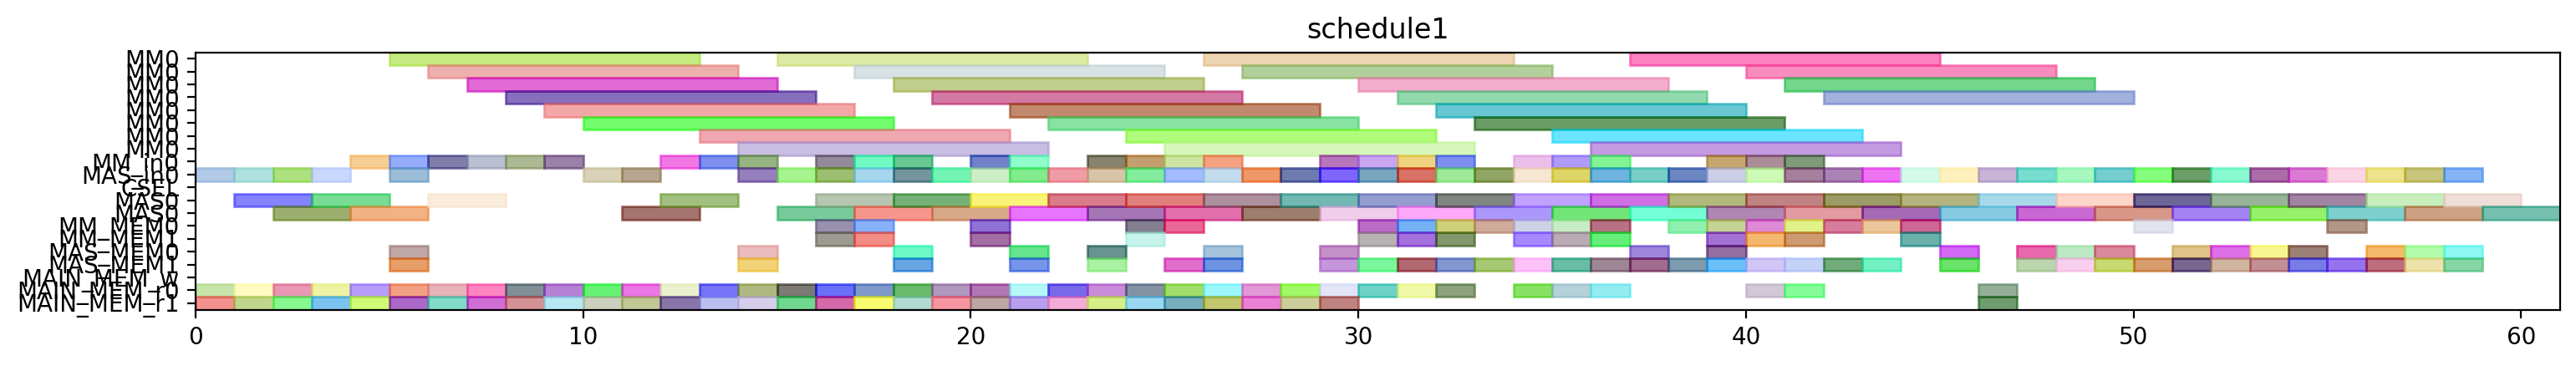 schedule1
MM0
MM0
MM0
MM0
MM0
MM0
MM0
MM0
MM_in0
MAS_in0
CSEL
MAS0
MAS0
MM_MEM0
MM_MEM1
MAS_MEM0
MAS_MEM1
MAIN_MEM_w
MAIN_MEM_r0
MAIN_MEM_r1
0 10 20 30 40 50 60